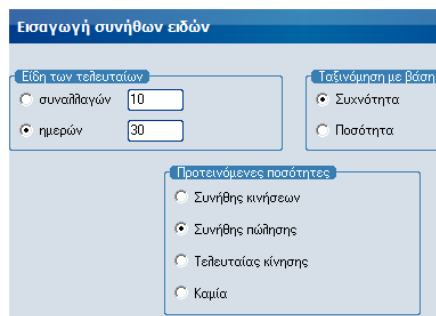 Εισαγωγή συνήθων ειδών
Είδη των τελευταίων
συναλλαγών 10
ημερών 30
Ταξινόμηση με βάση
Συχνότητα
Ποσότητα
Προτεινόμενες ποσότητες
Συνήθης κινήσεων
Συνήθης πώλησης
Τελευταίας κίνησης
Καμία